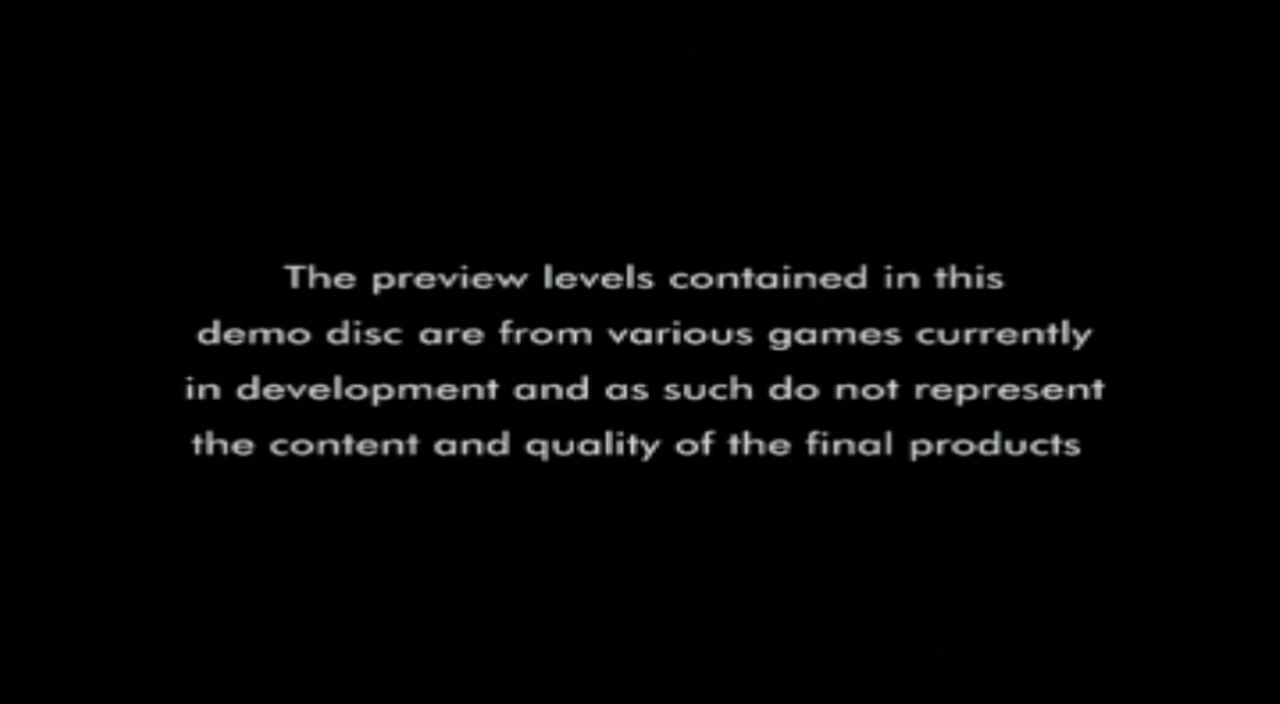 The preview levels contained in this
demo disc are from various games currently
in development and as such do not represent
the content and quality of the final products